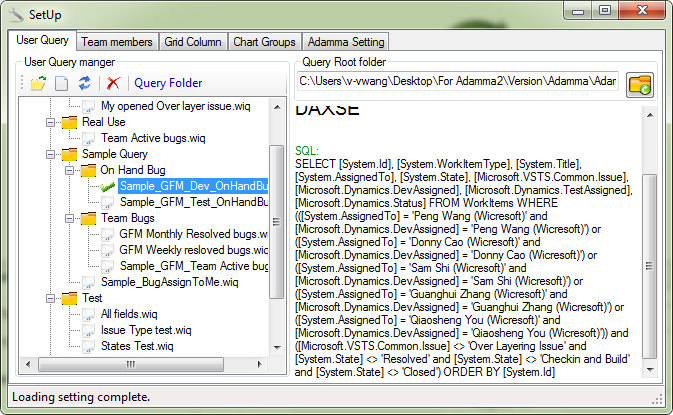 SetUp
User Query
Team members
Grid Column
Chart Groups
Adamma Setting
User Query manger
Query Folder
My opened Over layer issue.wiq
Real Use
Team Active bugs.wiq
Sample Query
On Hand Bug
Sample_GFM_Dev_OnHandBu
Sample_GFM_Test_OnHandBu
Team Bugs
GFM Monthly Resolved bugs.w
GFM Weekly resloved bugs.wi
Sample_GFM_Team Active bug
Sample_BugAssignToMe.wiq
Test
All fields.wiq
Issue Type test.wiq
States Test.wiq
Query Root folder
C:\Users\v-vwang\Desktop\For Adamma2\Version\Adamma\Adar
DAXSE
SQL:
SELECT [System.Id], [System.WorkItemType], [System.Title],
[System.AssignedTo], [System.State], [Microsoft.VSTS.Common.Issue],
[Microsoft.Dynamics.DevAssigned], [Microsoft.Dynamics.TestAssigned],
[Microsoft.Dynamics.Status] FROM WorkItems WHERE
(([System.AssignedTo] = 'Peng Wang (Wicresoft)' and
[Microsoft.Dynamics.DevAssigned] = 'Peng Wang (Wicresoft)') or
([System.AssignedTo] = 'Donny Cao (Wicresoft)' and
[Microsoft.Dynamics.DevAssigned] = 'Donny Cao (Wicresoft)') or
([System.AssignedTo] = 'Sam Shi (Wicresoft)' and
[Microsoft.Dynamics.DevAssigned] = 'Sam Shi (Wicresoft)') or
([System.AssignedTo] = 'Guanghui Zhang (Wicresoft)' and
[Microsoft.Dynamics.DevAssigned] = 'Guanghui Zhang (Wicresoft)') or
([System.AssignedTo] = 'Qiaosheng You (Wicresoft)' and
[Microsoft.Dynamics.DevAssigned] = 'Qiaosheng You (Wicresoft)')) and
([Microsoft.VSTS.Common.Issue] <> 'Over Layering Issue' and
[System.State] <> 'Resolved' and [System.State] <> 'Checkin and Build'
and [System.State] <> 'Closed') ORDER BY [System.Id]
Loading setting complete.